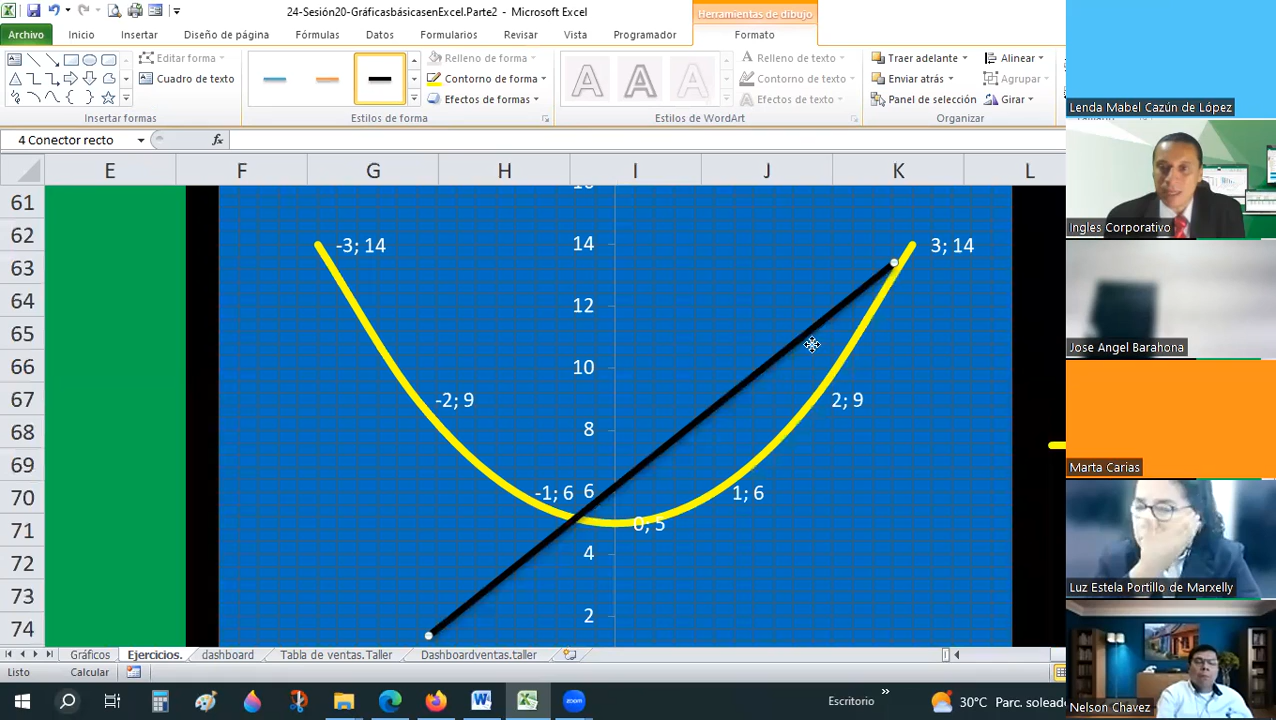 24-Sesión20-GráficasbásicasenExcel.Parte2 - Microsoft Excel
Herramientas de dibujo
Archivo Inicio Insertar Diseño de página Fórmulas Datos Formularios Revisar Vista Programador Formato
Editar forma
Cuadro de texto
Insertar formas
Relleno de forma
Contorno de forma
Efectos de formas
Estilos de forma
A A A
Relleno de texto
Contorno de texto
Efectos de texto
Estilos de WordArt
Traer adelante
Enviar atrás
Panel de selección
Alinear
Agrupar
Girar
Organizar
4 Conector recto fx
E F G H I J K L
61
62
63
64
65
66
67
68
69
70
71
72
73
74
-3; 14 14 3; 14
12
10
-2; 9 2; 9
8
-1; 6 6 1; 6
0; 5
4
2
Gráficos Ejercicios. dashboard Tabla de ventas.Taller Dashboardventas.taller
Listo Calcular
Escritorio » 30°C Parc. soleado
Lenda Mabel Cazún de López
Ingles Corporativo
Jose Angel Barahona
Marta Carias
Luz Estela Portillo de Marxelly
Nelson Chavez